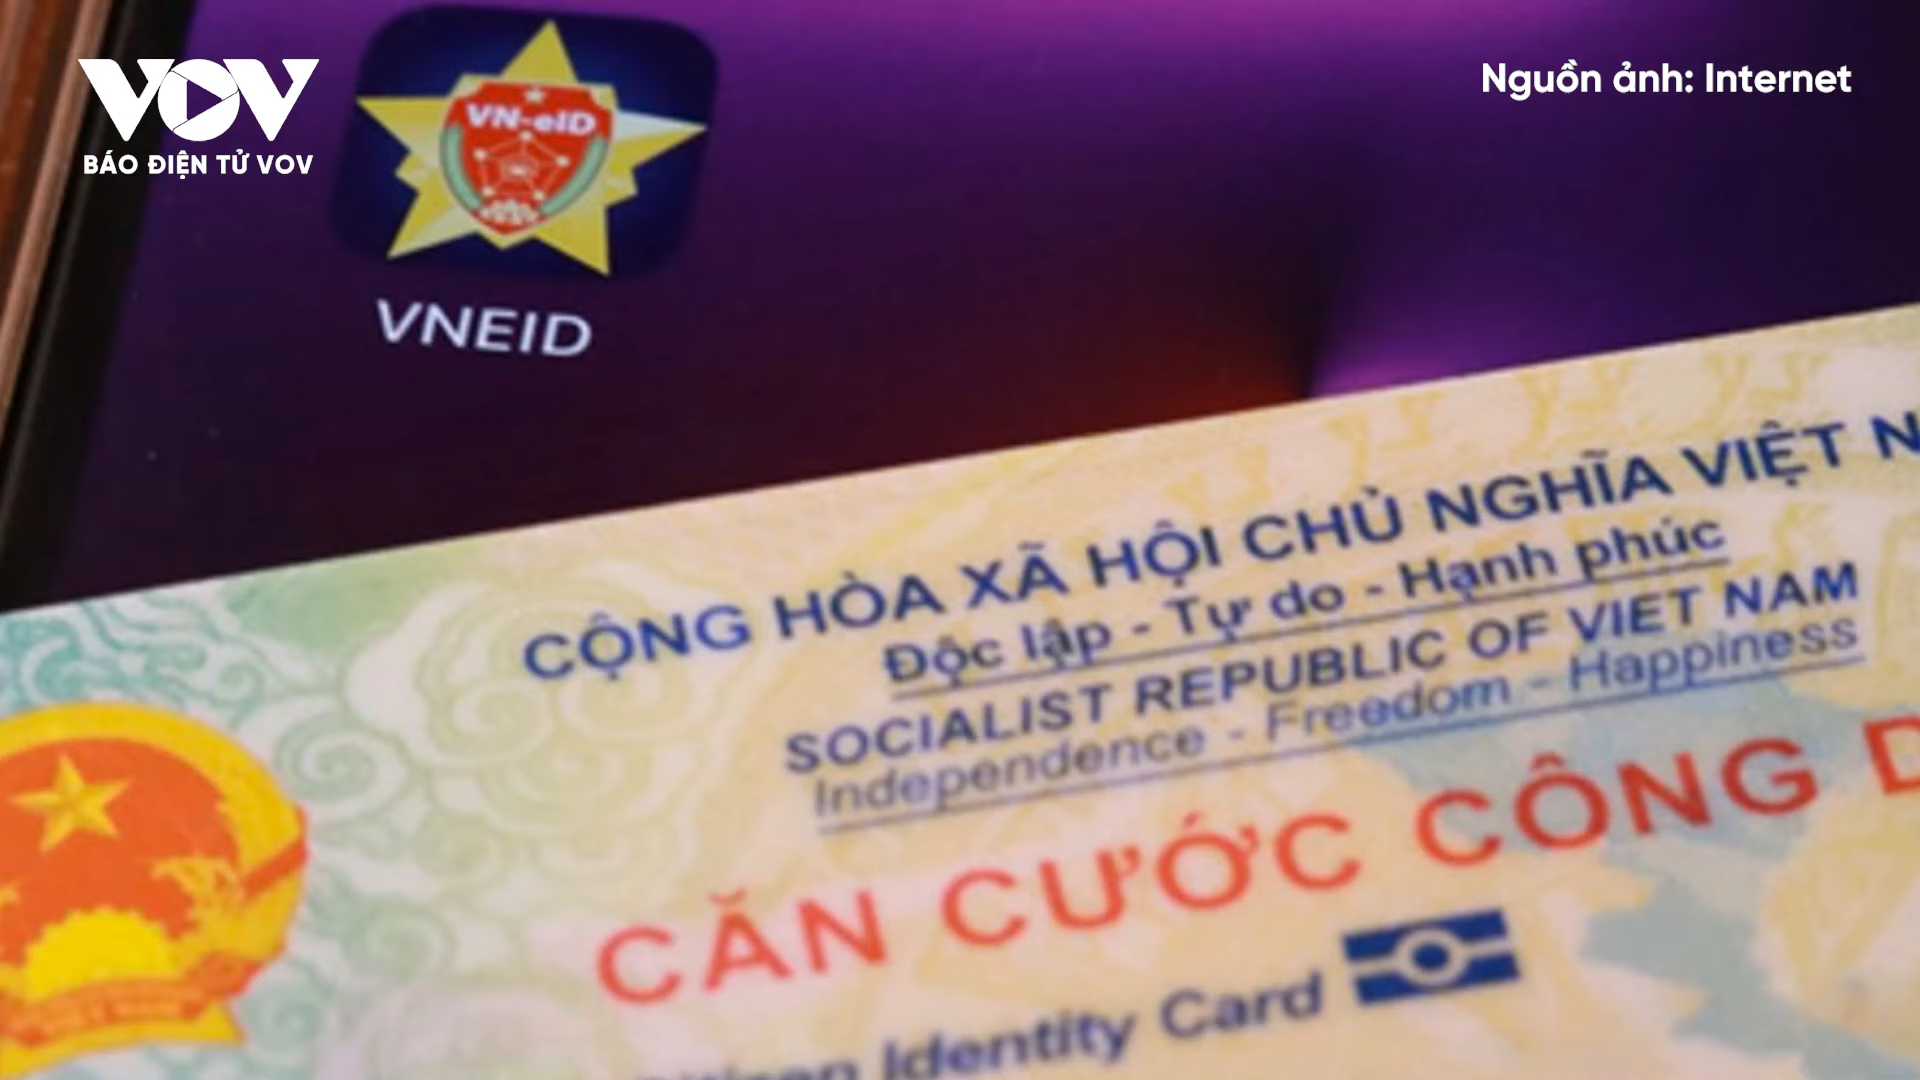 VOV
BÁO ĐIỆN TỬ VOV
Nguồn ảnh: Internet
VN-eID
VNEID
CỘNG HÒA XÃ HỘI CHỦ NGHĨA VIỆT N
Độc lập - Tự do - Hạnh phúc
SOCIALIST REPUBLIC OF VIET NAM
Independence - Freedom - Happiness
CĂN CƯỚC CÔNG D
Citizen Identity Card